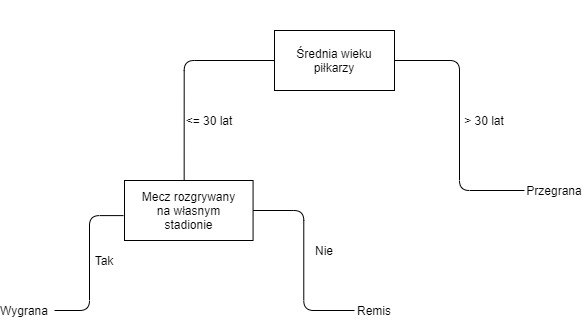 Średnia wieku
piłkarzy
<= 30 lat
> 30 lat
Mecz rozgrywany
na własnym
stadionie
Przegrana
Tak
Nie
Wygrana
Remis